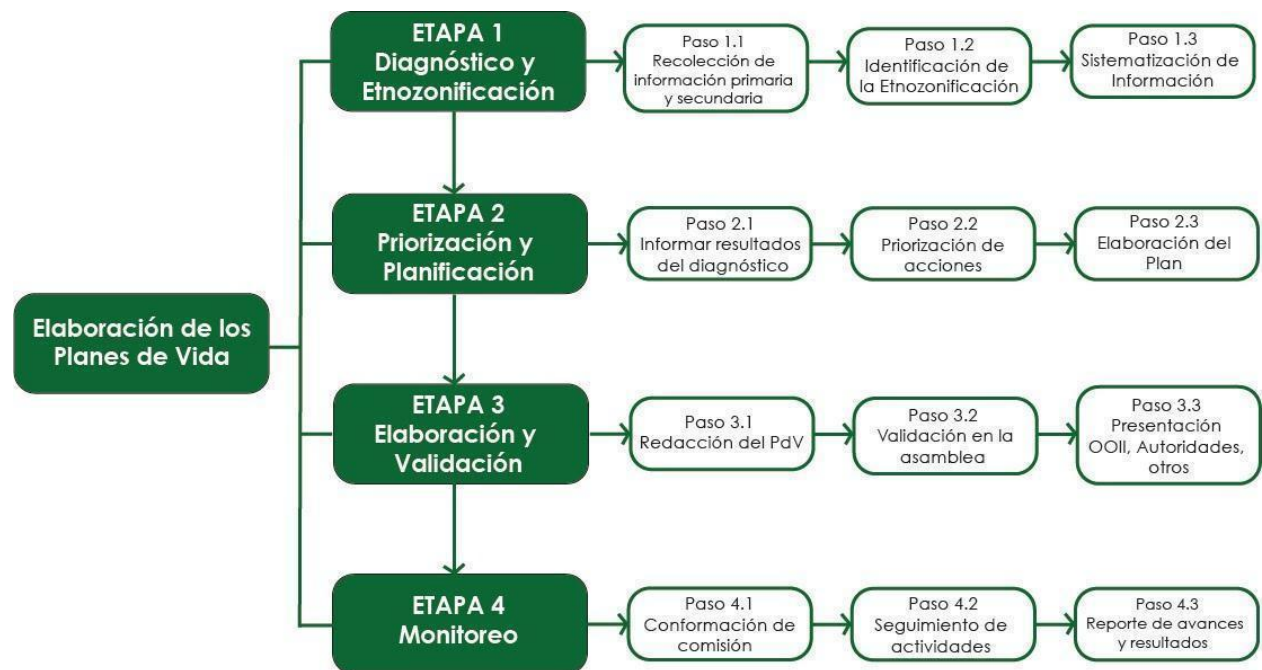 ETAPA 1
Diagnóstico y
Etnozonificación
Paso 1.1
Recolección de
información primaria
y secundaria
Paso 1.2
Identificación de
la Etnozonificación
Paso 1.3
Sistematización de
Información
ETAPA 2
Priorización y
Planificación
Paso 2.1
Informar resultados
del diagnóstico
Paso 2.2
Priorización de
acciones
Paso 2.3
Elaboración del
Plan
Elaboración de los
Planes de Vida
ETAPA 3
Elaboración y
Validación
Paso 3.1
Redacción del PdV
Paso 3.2
Validación en la
asamblea
Paso 3.3
Presentación
OOII, Autoridades,
otros
ETAPA 4
Monitoreo
Paso 4.1
Conformación de
comisión
Paso 4.2
Seguimiento de
actividades
Paso 4.3
Reporte de avances
y resultados